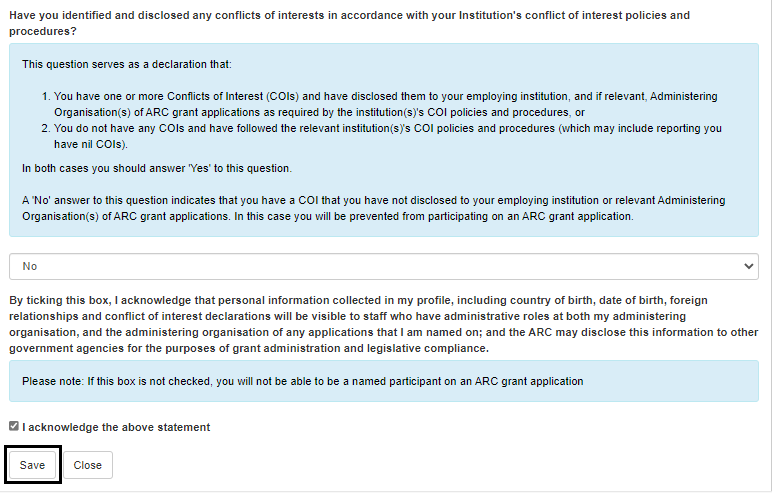 Have you identified and disclosed any conflicts of interests in accordance with your Institution's conflict of interest policies and
procedures?
This question serves as a declaration that:
1. You have one or more Conflicts of Interest (COIs) and have disclosed them to your employing institution, and if relevant, Administering
Organisation(s) of ARC grant applications as required by the institution(s)'s COI policies and procedures, or
2. You do not have any COIs and have followed the relevant institution(s)'s COI policies and procedures (which may include reporting you
have nil COIs).
In both cases you should answer 'Yes' to this question.
A 'No' answer to this question indicates that you have a COI that you have not disclosed to your employing institution or relevant Administering
Organisation(s) of ARC grant applications. In this case you will be prevented from participating on an ARC grant application.
No
By ticking this box, I acknowledge that personal information collected in my profile, including country of birth, date of birth, foreign
relationships and conflict of interest declarations will be visible to staff who have administrative roles at both my administering
organisation, and the administering organisation of any applications that I am named on; and the ARC may disclose this information to other
government agencies for the purposes of grant administration and legislative compliance.
Please note: If this box is not checked, you will not be able to be a named participant on an ARC grant application
I acknowledge the above statement
Save Close